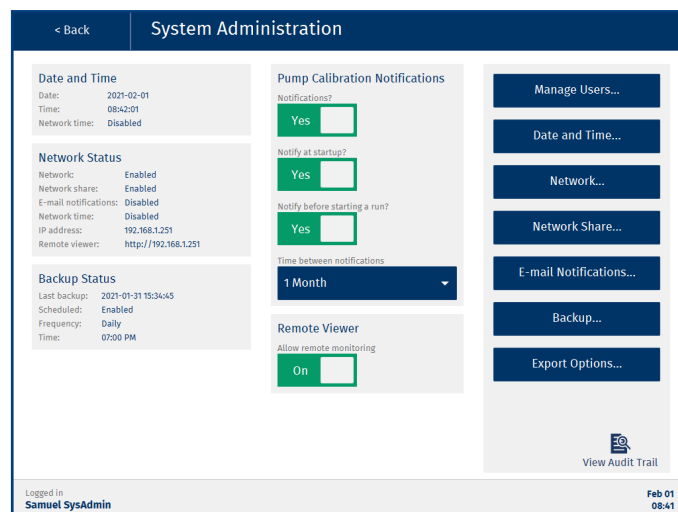 < Back
System Administration
Date and Time
Date: 2021-02-01
Time: 08:42:01
Network time: Disabled
Network Status
Network: Enabled
Network share: Enabled
E-mail notifications: Disabled
Network time: Disabled
IP address: 192.168.1.251
Remote viewer: http://192.168.1.251
Backup Status
Last backup: 2021-01-31 15:34:45
Scheduled: Enabled
Frequency: Daily
Time: 07:00 PM
Pump Calibration Notifications
Notifications?
Yes
Notify at startup?
Yes
Notify before starting a run?
Yes
Time between notifications
1 Month
Remote Viewer
Allow remote monitoring
On
Manage Users...
Date and Time...
Network...
Network Share...
E-mail Notifications...
Backup...
Export Options...
View Audit Trail
Logged in
Samuel SysAdmin
Feb 01
08:41